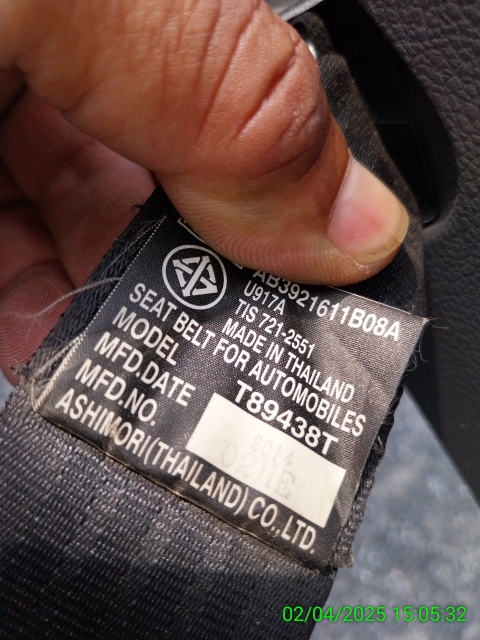 AB3921611B08A
U917A
TIS 721-2551
MADE IN THAILAND
SEAT BELT FOR AUTOMOBILES
MODEL T89438T
MFD.DATE
MFD.NO.
ASHIMORI(THAILAND) CO.,LTD.
02/04/2025 15:05:32